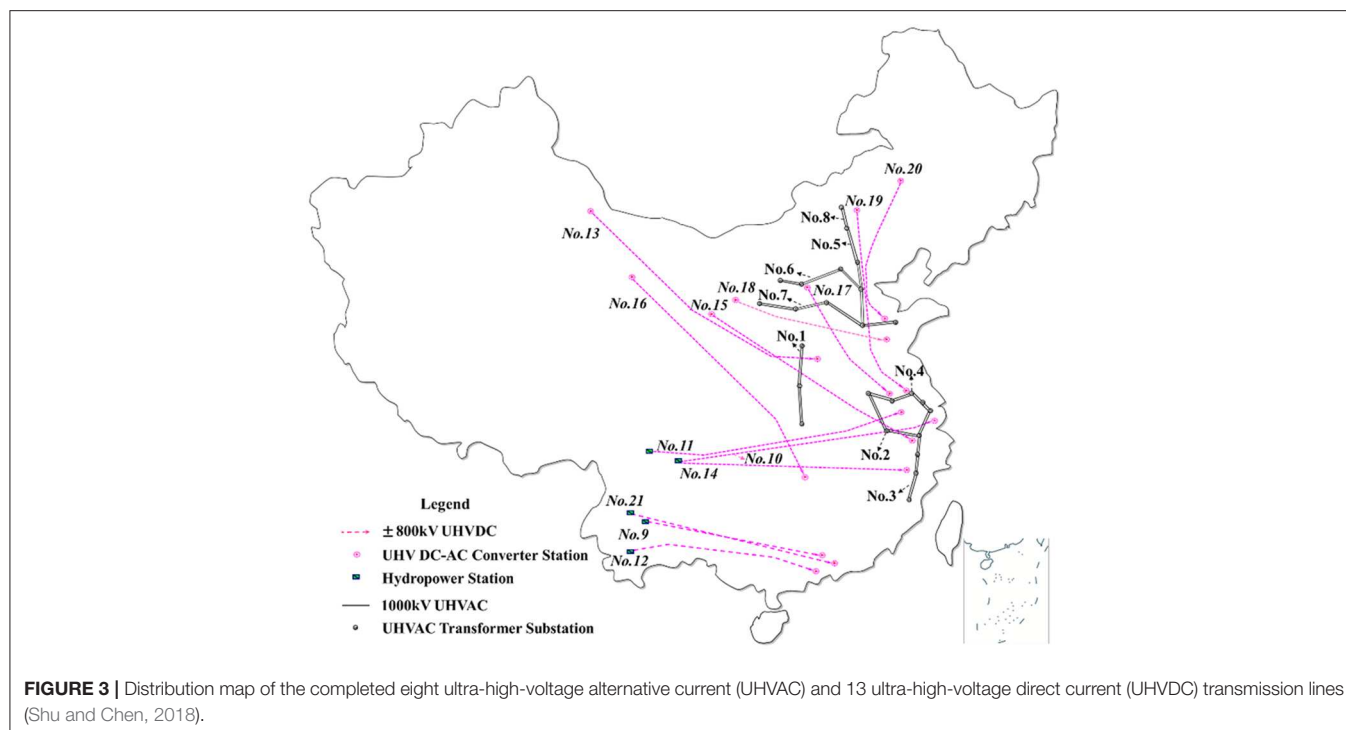 No.20
No.19
No.8
No.13
No.5
No.6
No.18
No.17
No.16
No.15
No.7
No.1
No.4
No.11
No.10
No.2
No.14
No.3
No.21
No.9
No.12
Legend
±800kV UHVDC
UHV DC-AC Converter Station
Hydropower Station
1000kV UHVAC
UHVAC Transformer Substation
FIGURE 3 | Distribution map of the completed eight ultra-high-voltage alternative current (UHVAC) and 13 ultra-high-voltage direct current (UHVDC) transmission lines
(Shu and Chen, 2018).